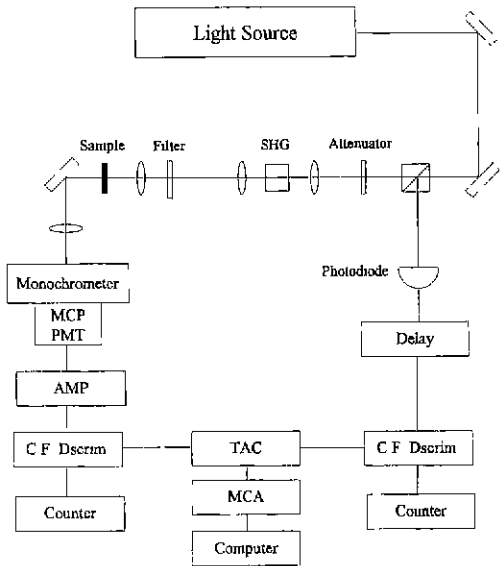 Light Source
Sample
Filter
SHG
Attenuator
Photodiode
Monochrometer
MCP
PMT
Delay
AMP
C F Dscrim
TAC
C F Dscrim
Counter
MCA
Counter
Computer